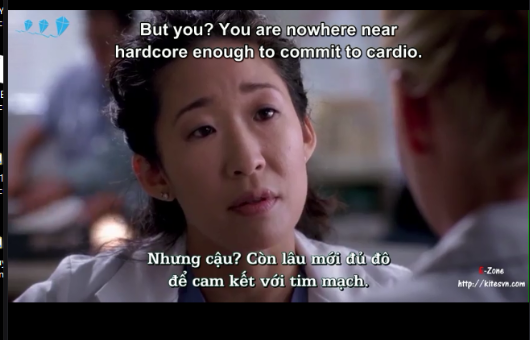 But you? You are nowhere near
hardcore enough to commit to cardio.
Nhưng cậu? Còn lâu mới đủ đô
để cam kết với tim mạch.
-Zone
http://kitesvn.com